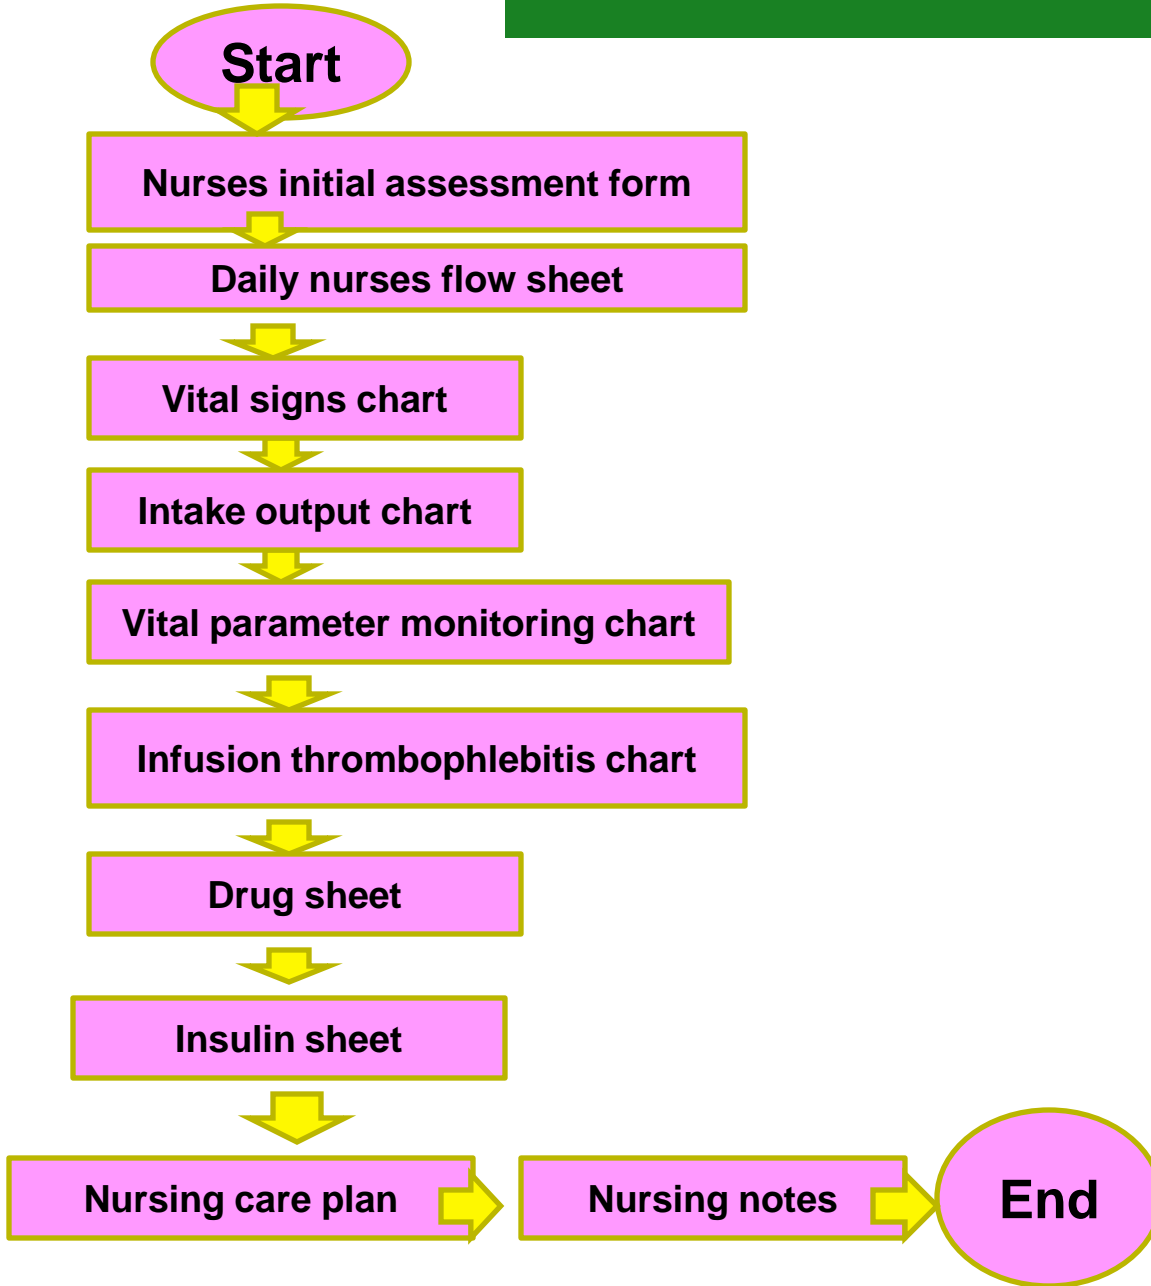 Start
Nurses initial assessment form
Daily nurses flow sheet
Vital signs chart
Intake output chart
Vital parameter monitoring chart
Infusion thrombophlebitis chart
Drug sheet
Insulin sheet
Nursing care plan
Nursing notes
End